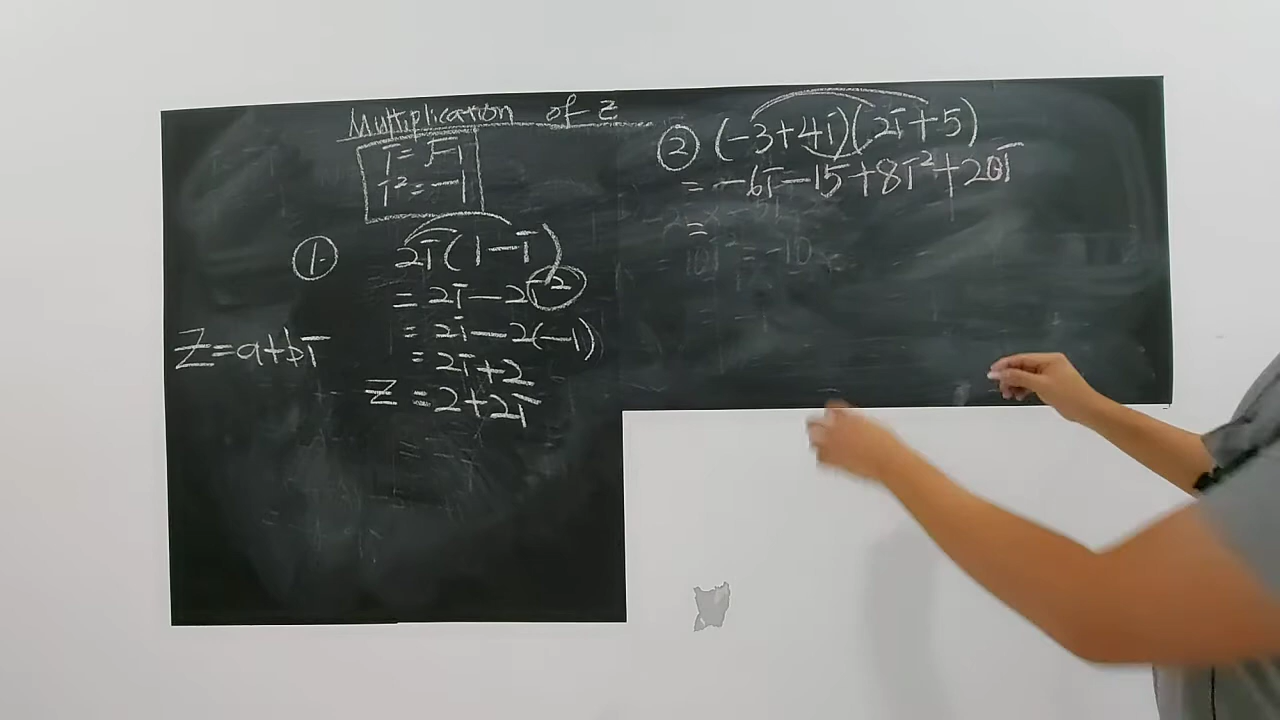 Multiplication of z
i = √-1
i² = -1
① 2i(1-i)
= 2i-2i²
= 2i-2(-1)
= 2i+2
z = 2+2i
z=a+bi
② (-3+4i)(2i+5)
= -6i-15+8i²+20i
=